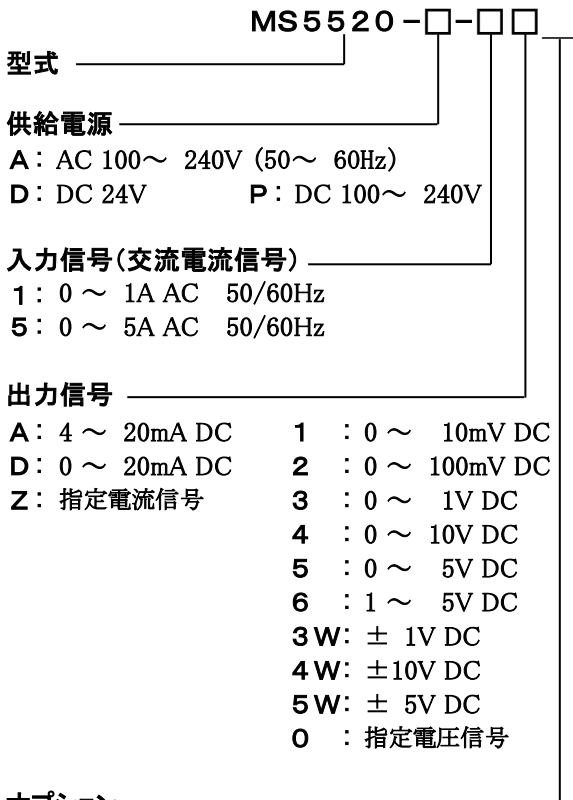 MS5520-□-□□
型式
供給電源
A： AC 100～ 240V (50～ 60Hz)
D： DC 24V P： DC 100～ 240V
入力信号(交流電流信号)
1： 0 ～ 1A AC 50/60Hz
5： 0 ～ 5A AC 50/60Hz
出力信号
A： 4 ～ 20mA DC 1 ：0 ～ 10mV DC
D： 0 ～ 20mA DC 2 ：0 ～ 100mV DC
Z： 指定電流信号 3 ：0 ～ 1V DC
4 ：0 ～ 10V DC
5 ：0 ～ 5V DC
6 ：1 ～ 5V DC
3W： ± 1V DC
4W： ±10V DC
5W： ± 5V DC
0 ：指定電圧信号
オプション